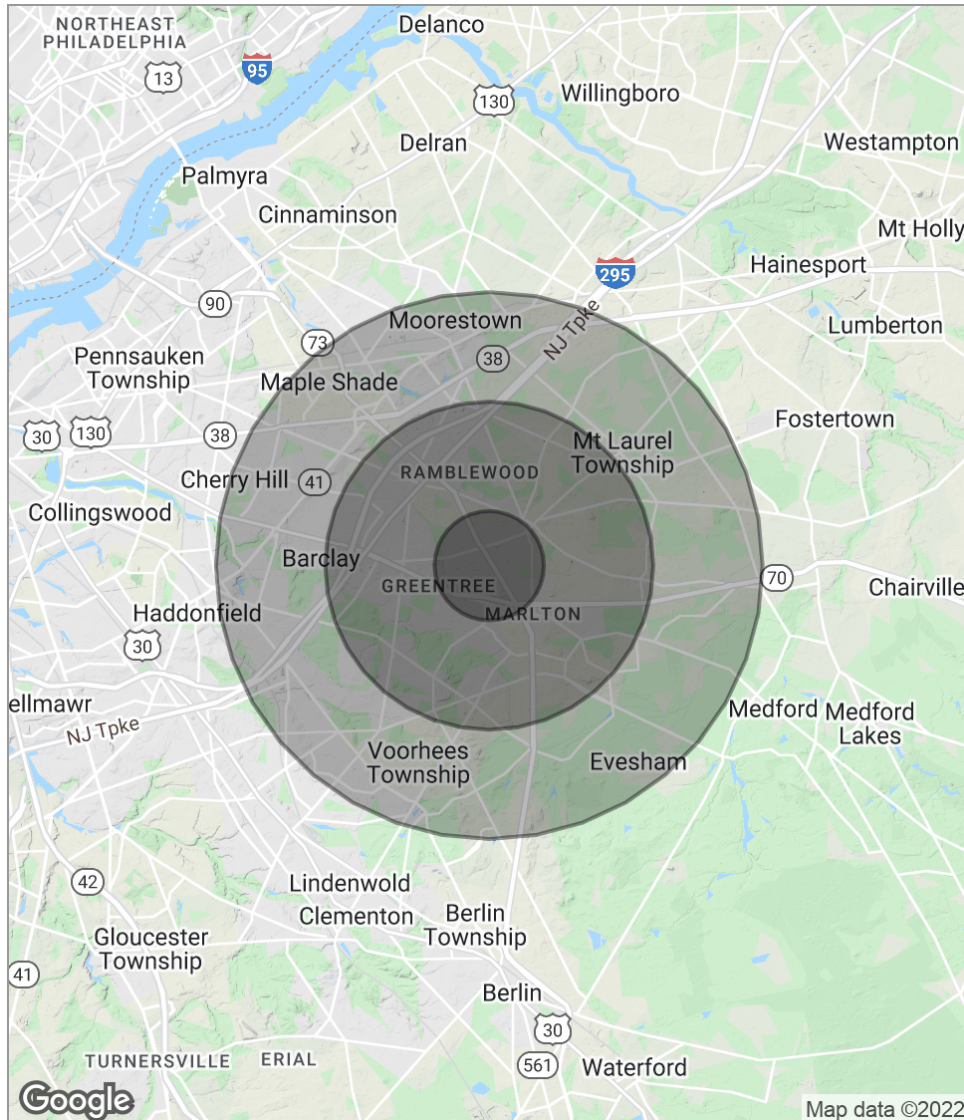 NORTHEAST
PHILADELPHIA
Delanco
95
13
130
Willingboro
Delran
Westampton
Palmyra
Cinnaminson
Mt Holly
Hainesport
295
90
Moorestown
NJ Tpke
73
38
Lumberton
Pennsauken
Township
Maple Shade
Fostertown
30
130
38
Mt Laurel
Township
RAMBLEWOOD
Cherry Hill
41
Collingswood
Barclay
GREENTREE
70
Chairville
Haddonfield
MARLTON
30
ellmawr
NJ Tpke
Medford
Medford
Lakes
Voorhees
Township
Evesham
42
Lindenwold
Clementon
Berlin
Township
Gloucester
Township
41
Berlin
30
TURNERSVILLE
ERIAL
561
Waterford
Google
Map data ©2022